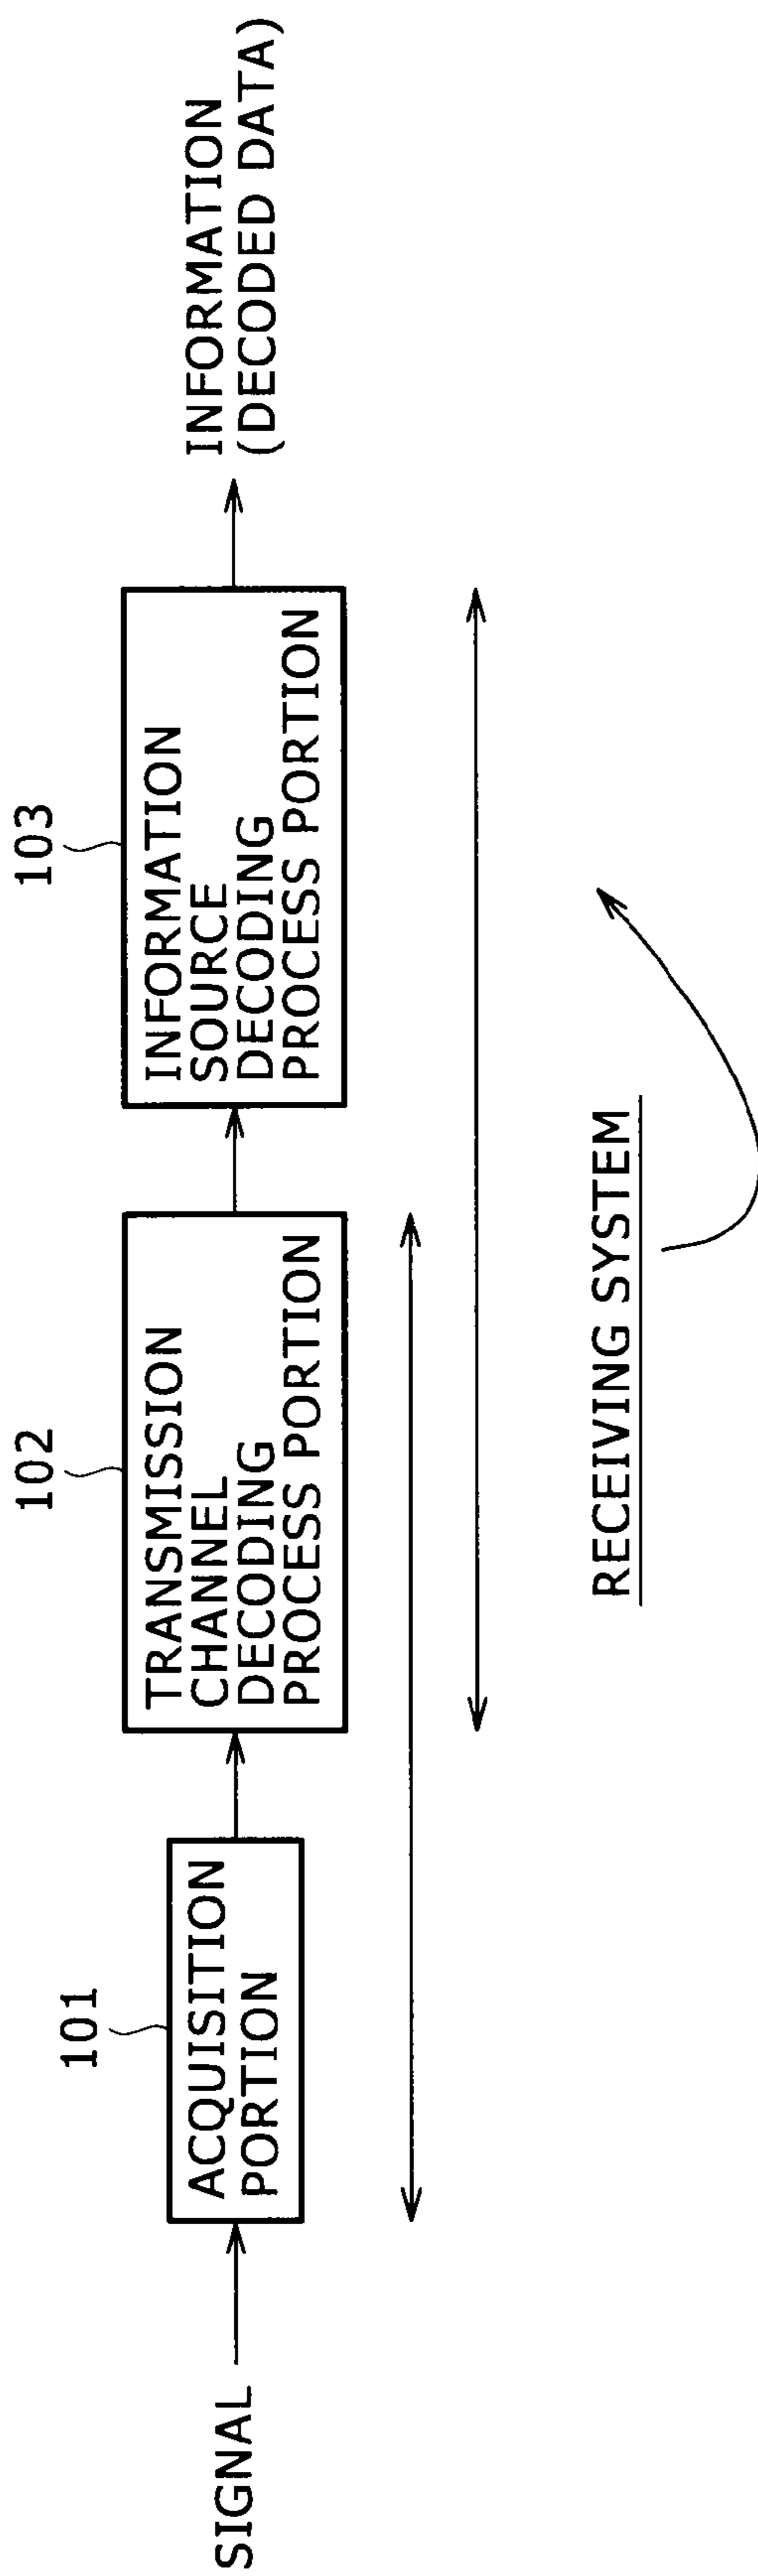 SIGNAL
101
ACQUISITION
PORTION
102
TRANSMISSION
CHANNEL
DECODING
PROCESS PORTION
103
INFORMATION
SOURCE
DECODING
PROCESS PORTION
INFORMATION
(DECODED DATA)
RECEIVING SYSTEM